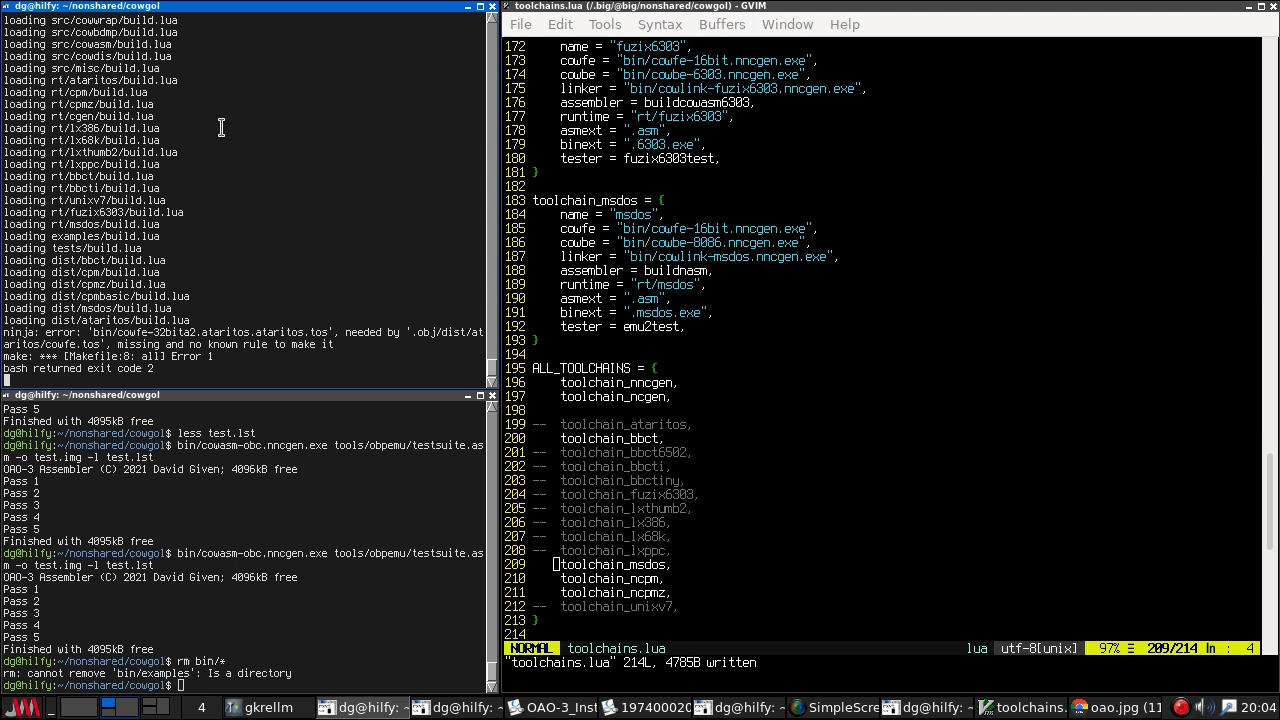 dg@hilfy: ~/nonshared/cowgol
loading src/cowwrap/build.lua
loading src/cowbdmp/build.lua
loading src/cowasm/build.lua
loading src/cowdis/build.lua
loading src/misc/build.lua
loading rt/ataritos/build.lua
loading rt/cpm/build.lua
loading rt/cpmz/build.lua
loading rt/cgen/build.lua
loading rt/lx386/build.lua
loading rt/lx68k/build.lua
loading rt/lxthumb2/build.lua
loading rt/lxppc/build.lua
loading rt/bbct/build.lua
loading rt/bbcti/build.lua
loading rt/unixv7/build.lua
loading rt/fuzix6303/build.lua
loading rt/msdos/build.lua
loading examples/build.lua
loading tests/build.lua
loading dist/bbct/build.lua
loading dist/cpm/build.lua
loading dist/cpmz/build.lua
loading dist/cpmbasic/build.lua
loading dist/msdos/build.lua
loading dist/ataritos/build.lua
ninja: error: 'bin/cowfe-32bita2.ataritos.ataritos.tos', needed by '.obj/dist/at
aritos/cowfe.tos', missing and no known rule to make it
make: *** [Makefile:8: all] Error 1
bash returned exit code 2
dg@hilfy: ~/nonshared/cowgol
Pass 5
Finished with 4095kB free
dg@hilfy:~/nonshared/cowgol$ less test.lst
dg@hilfy:~/nonshared/cowgol$ bin/cowasm-obc.nncgen.exe tools/obpemu/testsuite.as
m -o test.img -l test.lst
OAO-3 Assembler (C) 2021 David Given; 4096kB free
Pass 1
Pass 2
Pass 3
Pass 4
Pass 5
Finished with 4095kB free
dg@hilfy:~/nonshared/cowgol$ bin/cowasm-obc.nncgen.exe tools/obpemu/testsuite.as
m -o test.img -l test.lst
OAO-3 Assembler (C) 2021 David Given; 4096kB free
Pass 1
Pass 2
Pass 3
Pass 4
Pass 5
Finished with 4095kB free
dg@hilfy:~/nonshared/cowgol$ rm bin/*
rm: cannot remove 'bin/examples': Is a directory
dg@hilfy:~/nonshared/cowgol$
toolchains.lua (/.big/@big/nonshared/cowgol) - GVIM
File Edit Tools Syntax Buffers Window Help
172 name = "fuzix6303",
173 cowfe = "bin/cowfe-16bit.nncgen.exe",
174 cowbe = "bin/cowbe-6303.nncgen.exe",
175 linker = "bin/cowlink-fuzix6303.nncgen.exe",
176 assembler = buildcowasm6303,
177 runtime = "rt/fuzix6303",
178 asmext = ".asm",
179 binext = ".6303.exe",
180 tester = fuzix6303test,
181 }
182
183 toolchain_msdos = {
184 name = "msdos",
185 cowfe = "bin/cowfe-16bit.nncgen.exe",
186 cowbe = "bin/cowbe-8086.nncgen.exe",
187 linker = "bin/cowlink-msdos.nncgen.exe",
188 assembler = buildnasm,
189 runtime = "rt/msdos",
190 asmext = ".asm",
191 binext = ".msdos.exe",
192 tester = emu2test,
193 }
194
195 ALL_TOOLCHAINS = {
196 toolchain_nncgen,
197 toolchain_ncgen,
198
199 -- toolchain_ataritos,
200 toolchain_bbct,
201 -- toolchain_bbct6502,
202 -- toolchain_bbcti,
203 -- toolchain_bbctiny,
204 -- toolchain_fuzix6303,
205 -- toolchain_lxthumb2,
206 -- toolchain_lx386,
207 -- toolchain_lx68k,
208 -- toolchain_lxppc,
209 toolchain_msdos,
210 toolchain_ncpm,
211 toolchain_ncpmz,
212 -- toolchain_unixv7,
213 }
214
NORMAL toolchains.lua lua utf-8[unix] 97% ☰ 209/214 ln : 4
"toolchains.lua" 214L, 4785B written
4 gkrellm dg@hilfy: ~ dg@hilfy: ~/ OAO-3_Inst 197400020 dg@hilfy: ~/ SimpleScre dg@hilfy: ~/ toolchains. oao.jpg (11 20:04